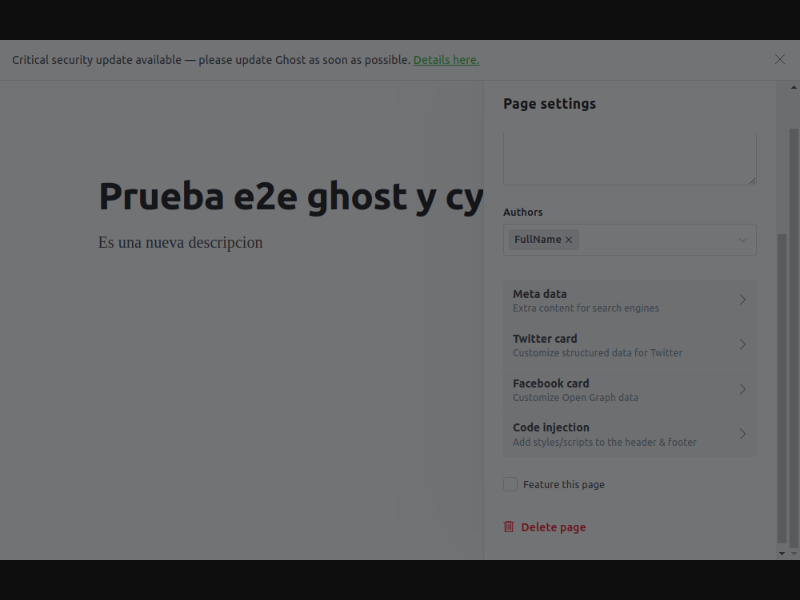 Critical security update available — please update Ghost as soon as possible. Details here.
Page settings
Prueba e2e ghost y cy
Es una nueva descripcion
Authors
FullName
Meta data
Extra content for search engines
Twitter card
Customize structured data for Twitter
Facebook card
Customize Open Graph data
Code injection
Add styles/scripts to the header & footer
Feature this page
Delete page